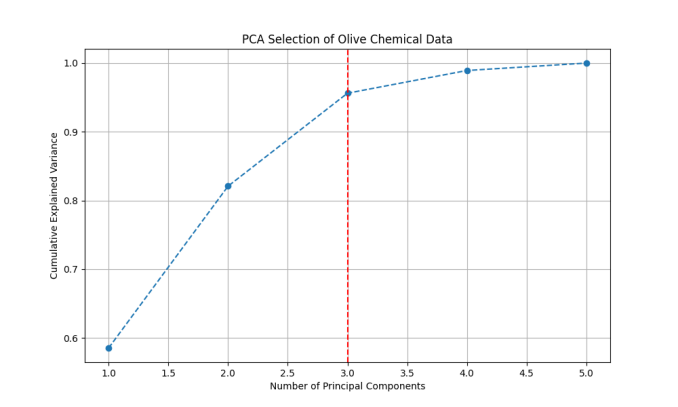 PCA Selection of Olive Chemical Data
Cumulative Explained Variance
1.0
0.9
0.8
0.7
0.6
1.0 1.5 2.0 2.5 3.0 3.5 4.0 4.5 5.0
Number of Principal Components